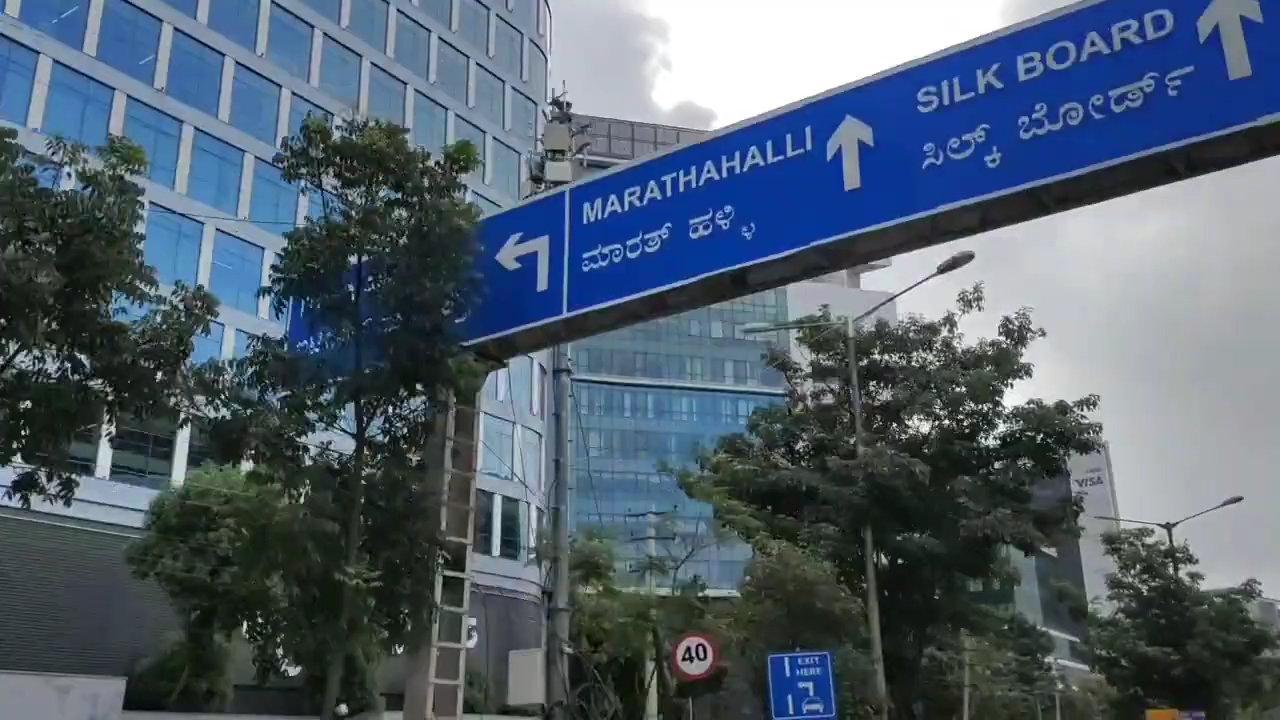 MARATHAHALLI
ಮಾರತ್ ಹಳ್ಳಿ
SILK BOARD
ಸಿಲ್ಕ್ ಬೋರ್ಡ್
VISA
40
EXIT
HERE